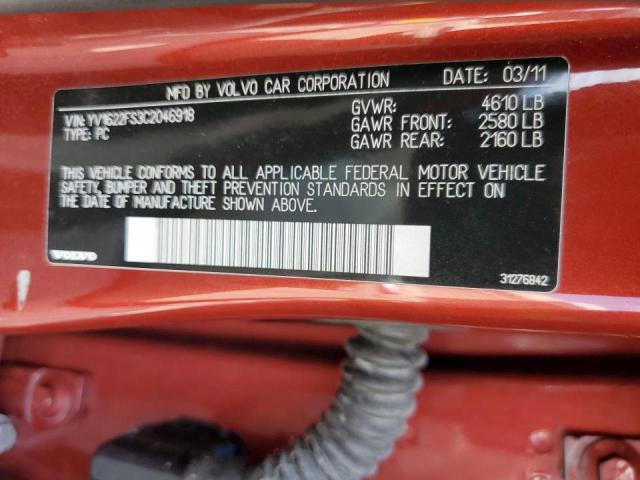 MFD BY VOLVO CAR CORPORATION DATE: 03/11
VIN: YV1622FS3C2046918
TYPE: PC
GVWR: 4610 LB
GAWR FRONT: 2580 LB
GAWR REAR: 2160 LB
THIS VEHICLE CONFORMS TO ALL APPLICABLE FEDERAL MOTOR VEHICLE
SAFETY, BUMPER AND THEFT PREVENTION STANDARDS IN EFFECT ON
THE DATE OF MANUFACTURE SHOWN ABOVE.
VOLVO
31276842